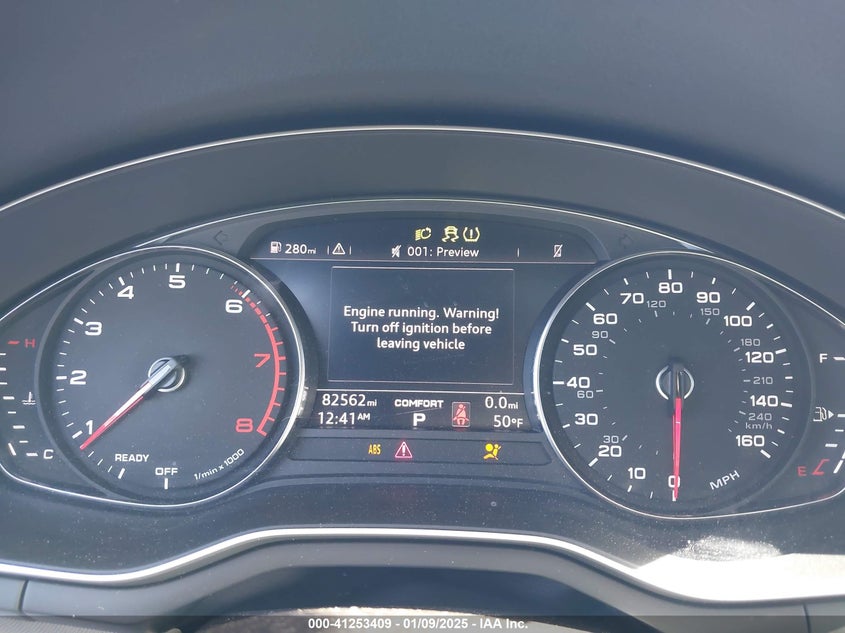 280mi
001: Preview
Engine running. Warning!
Turn off ignition before
leaving vehicle
82562mi
COMFORT
0.0mi
12:41AM
P
50°F
ABS
1
2
3
4
5
6
7
8
READY
OFF
1/min x 1000
H
C
0
10
20
30
40
50
60
70
80
90
100
120
140
160
30
60
90
120
150
180
210
240
km/h
MPH
F
E
000-41253409 - 01/09/2025 - IAA Inc.